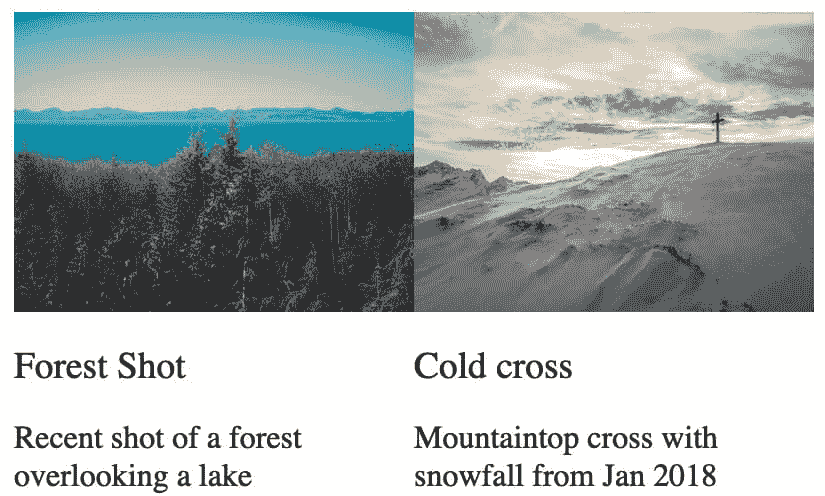 Forest Shot
Recent shot of a forest
overlooking a lake
Cold cross
Mountaintop cross with
snowfall from Jan 2018